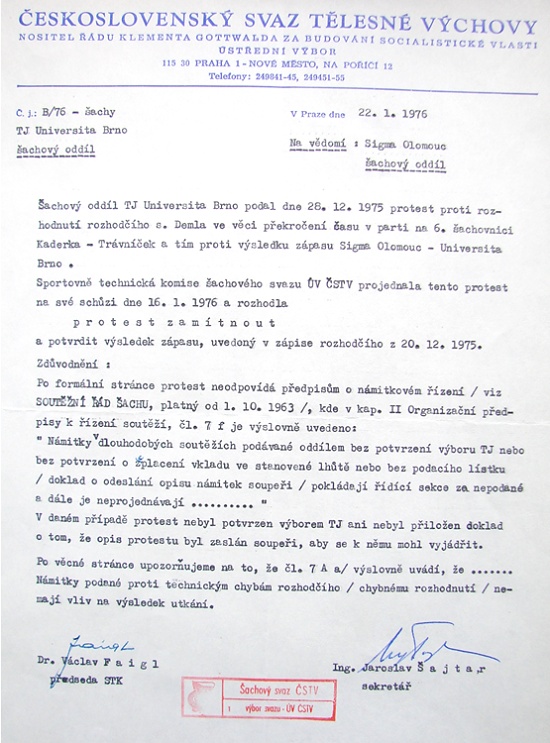 ČESKOSLOVENSKÝ SVAZ TĚLESNÉ VÝCHOVY
NOSITEL ŘÁDU KLEMENTA GOTTWALDA ZA BUDOVÁNÍ SOCIALISTICKÉ VLASTI
ÚSTŘEDNÍ VÝBOR
115 30 PRAHA 1 - NOVÉ MĚSTO, NA POŘÍČÍ 12
Telefony: 249841-45, 249451-55
Č. j.: B/76 - šachy
V Praze dne 22. 1. 1976
TJ Universita Brno
šachový oddíl
Na vědomí : Sigma Olomouc
šachový oddíl
Šachový oddíl TJ Universita Brno podal dne 28. 12. 1975 protest proti roz-
hodnutí rozhodčího s. Demla ve věci překročení času v parti na 6. šachovnici
Kaderka - Trávníček a tím proti výsledku zápasu Sigma Olomouc - Universita
Brno .
Sportovně technická komise šachového svazu ÚV ČSTV projednala tento protest
na své schůzi dne 16. 1. 1976 a rozhodla
p r o t e s t z a m í t n o u t
a potvrdit výsledek zápasu, uvedený v zápise rozhodčího z 20. 12. 1975.
Zdůvodnění :
Po formální stránce protest neodpovídá předpisům o námitkovém řízení / viz
SOUTĚŽNÍ ŘÁD ŠACHU, platný od 1. 10. 1963 /, kde v kap. II Organizační před-
pisy k řízení soutěží, čl. 7 f je výslovně uvedeno:
" Námitky v dlouhodobých soutěžích podávané oddílem bez potvrzení výboru TJ nebo
bez potvrzení o zplacení vkladu ve stanovené lhůtě nebo bez podacího lístku
/ doklad o odeslání opisu námitek soupeři / pokládají řídící sekce za nepodané
a dále je neprojednávají .......... "
V daném případě protest nebyl potvrzen výborem TJ ani nebyl přiložen doklad
o tom, že opis protestu byl zaslán soupeři, aby se k němu mohl vyjádřit.
Po věcné stránce upozorňujeme na to, že čl. 7 A a/ výslovně uvádí, že .......
Námitky podané proti technickým chybám rozhodčího / chybnému rozhodnutí / ne-
mají vliv na výsledek utkání.
Dr. Václav F a i g l
předseda STK
Ing. Jaroslav Š a j t a r
sekretář
Šachový svaz ČSTV
1 výbor svazu - ÚV ČSTV